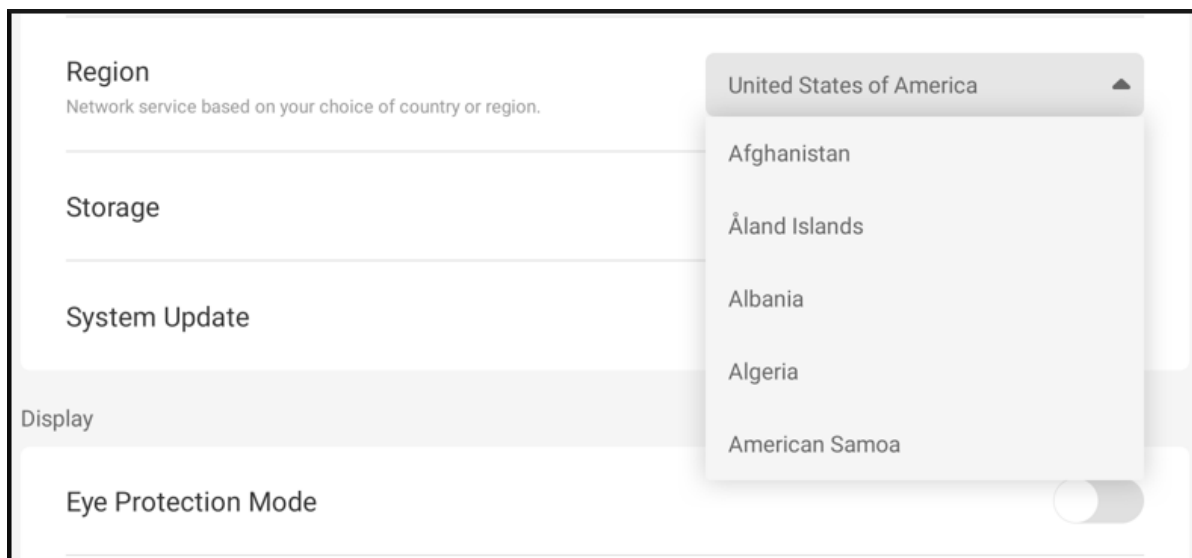 Region
Network service based on your choice of country or region.
United States of America
Afghanistan
Åland Islands
Albania
Algeria
American Samoa
Storage
System Update
Display
Eye Protection Mode